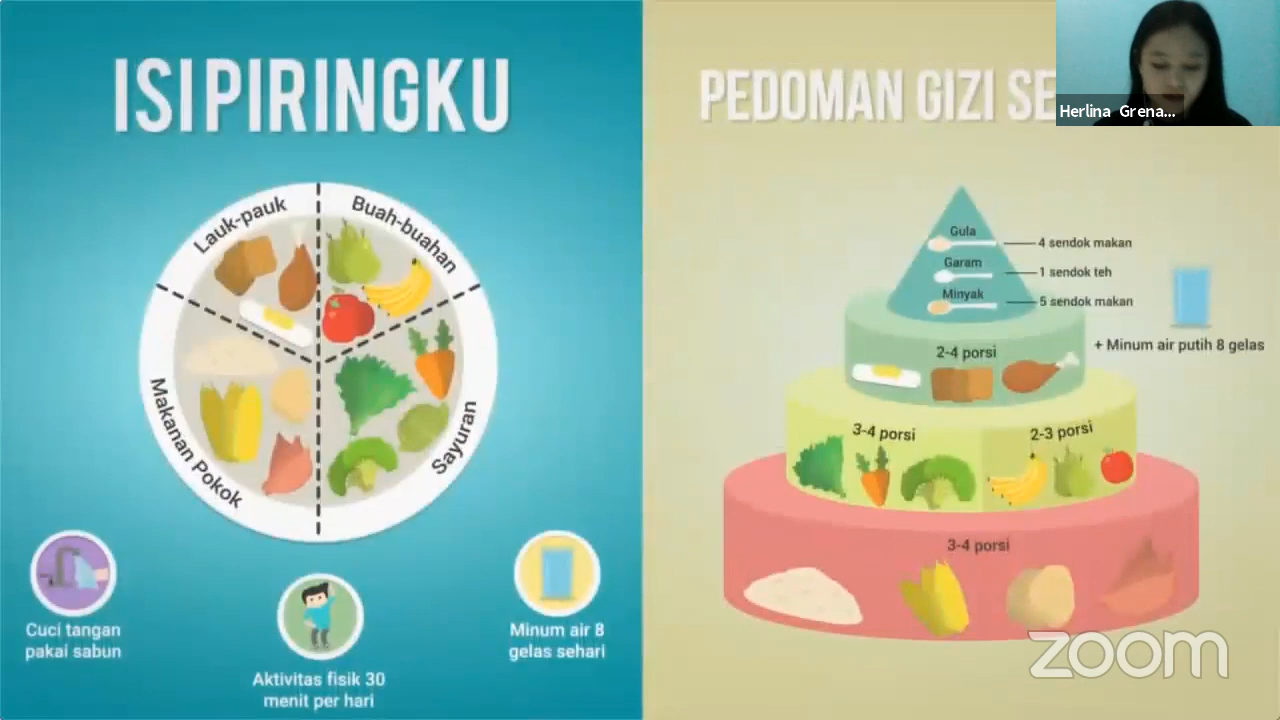 ISI PIRINGKU
Lauk-pauk
Buah-buahan
Makanan Pokok
Sayuran
Cuci tangan
pakai sabun
Aktivitas fisik 30
menit per hari
Minum air 8
gelas sehari
PEDOMAN GIZI SE
Herlina Grena...
Gula
4 sendok makan
Garam
1 sendok teh
Minyak
5 sendok makan
+ Minum air putih 8 gelas
2-4 porsi
3-4 porsi
2-3 porsi
3-4 porsi
zoom